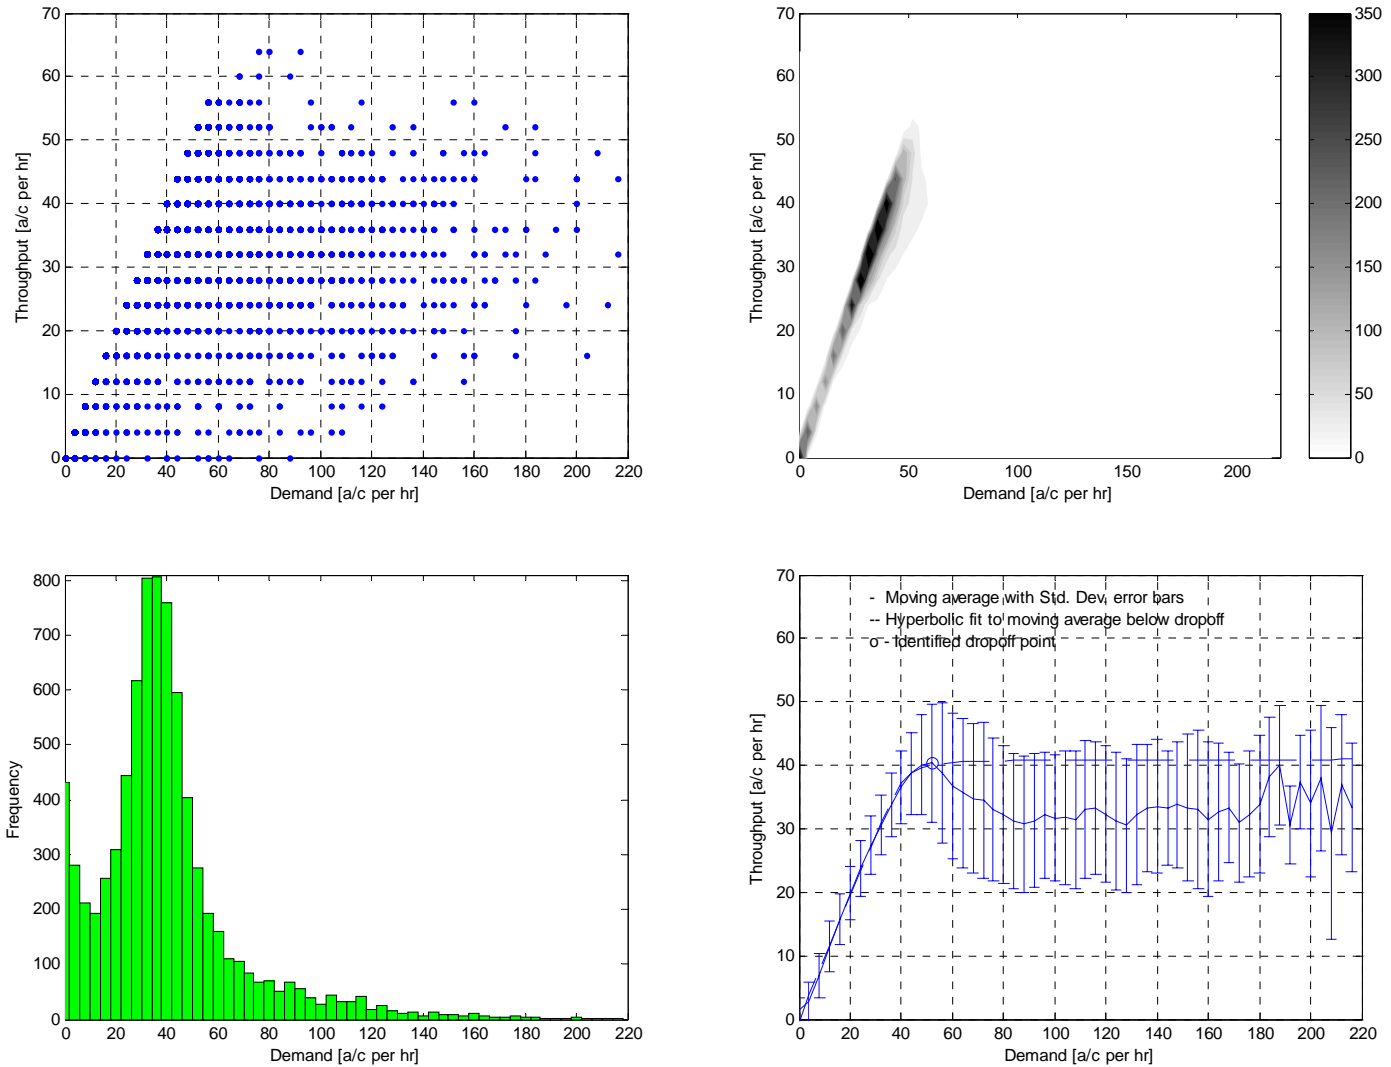 70
60
50
40
30
20
10
0
Throughput [a/c per hr]
0 20 40 60 80 100 120 140 160 180 200 220
Demand [a/c per hr]
70
60
50
40
30
20
10
0
Throughput [a/c per hr]
0 50 100 150 200
Demand [a/c per hr]
350
300
250
200
150
100
50
0
800
700
600
500
400
300
200
100
0
Frequency
0 20 40 60 80 100 120 140 160 180 200 220
Demand [a/c per hr]
70
60
50
40
30
20
10
0
Throughput [a/c per hr]
- Moving average with Std. Dev. error bars
-- Hyperbolic fit to moving average below dropoff
o - Identified dropoff point
0 20 40 60 80 100 120 140 160 180 200 220
Demand [a/c per hr]